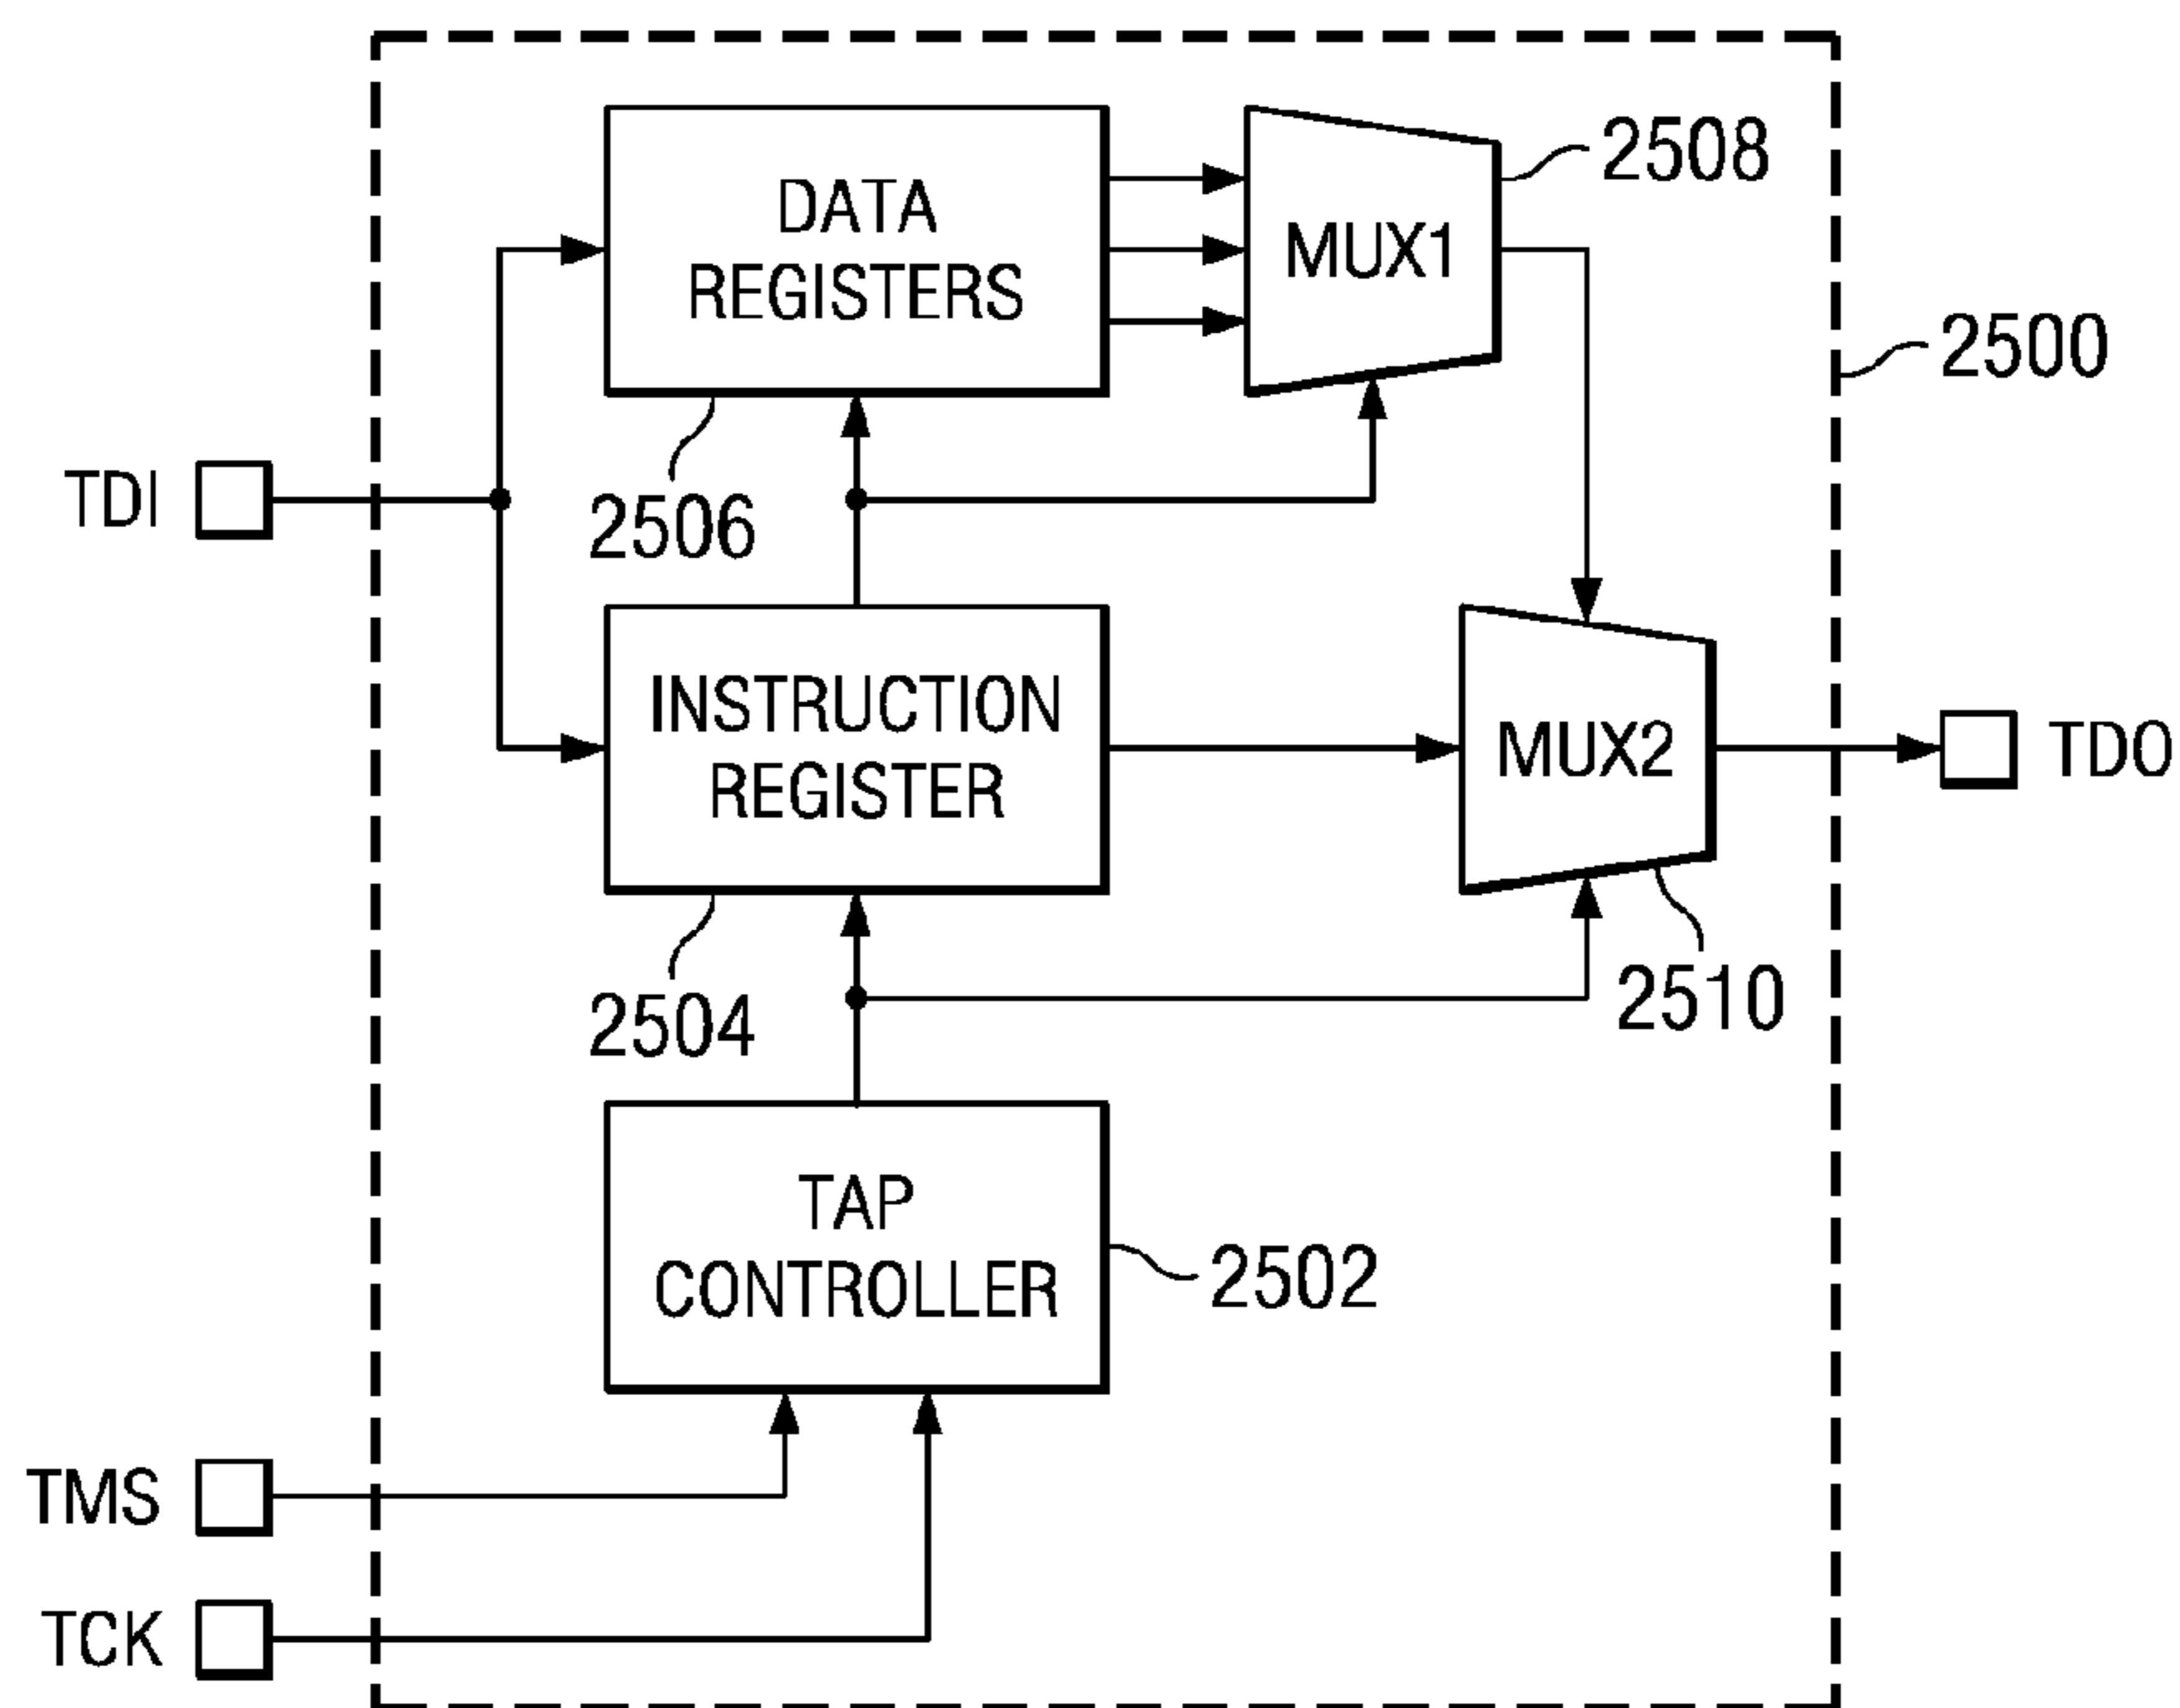 2508
DATA
REGISTERS
MUX1
2500
TDI
2506
INSTRUCTION
REGISTER
MUX2
TDO
2504
2510
TAP
CONTROLLER
2502
TMS
TCK